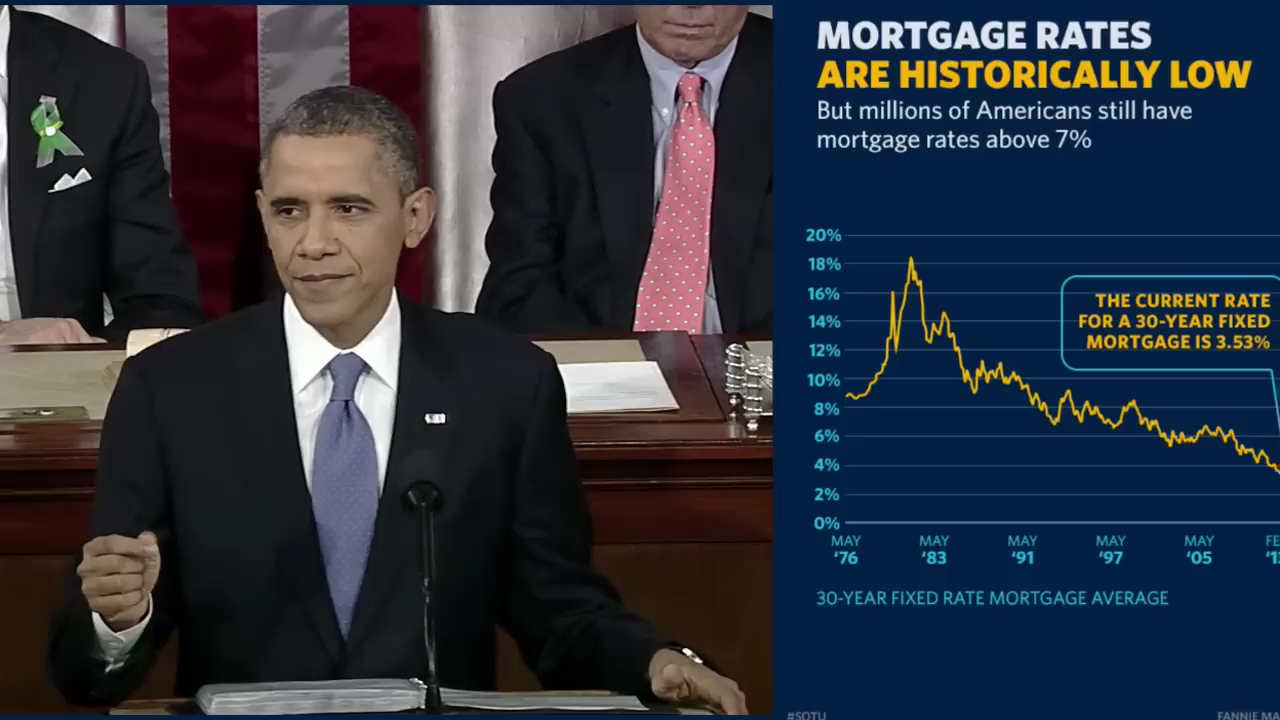 MORTGAGE RATES
ARE HISTORICALLY LOW
But millions of Americans still have
mortgage rates above 7%
20%
18%
16%
14%
12%
10%
8%
6%
4%
2%
0%
THE CURRENT RATE
FOR A 30-YEAR FIXED
MORTGAGE IS 3.53%
MAY
'76
MAY
'83
MAY
'91
MAY
'97
MAY
'05
30-YEAR FIXED RATE MORTGAGE AVERAGE
#SOTU
FANNIE